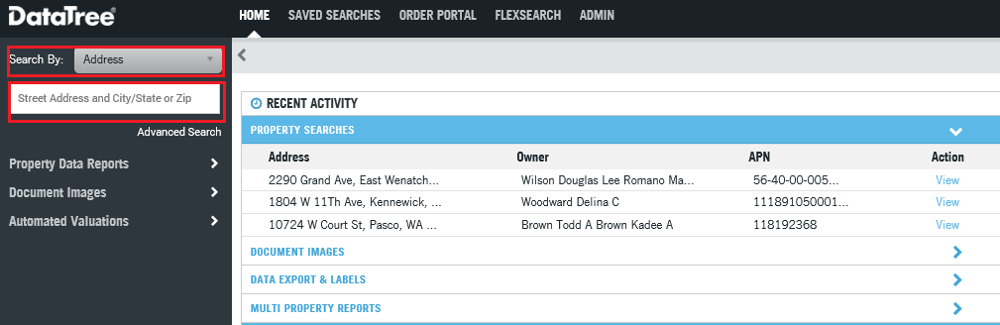 DataTree®
HOME SAVED SEARCHES ORDER PORTAL FLEXSEARCH ADMIN
Search By: Address
Street Address and City/State or Zip
Advanced Search
Property Data Reports
Document Images
Automated Valuations
RECENT ACTIVITY
PROPERTY SEARCHES
Address Owner APN Action
2290 Grand Ave, East Wenatch... Wilson Douglas Lee Romano Ma... 56-40-00-005... View
1804 W 11Th Ave, Kennewick, ... Woodward Delina C 111891050001... View
10724 W Court St, Pasco, WA ... Brown Todd A Brown Kadee A 118192368 View
DOCUMENT IMAGES
DATA EXPORT & LABELS
MULTI PROPERTY REPORTS